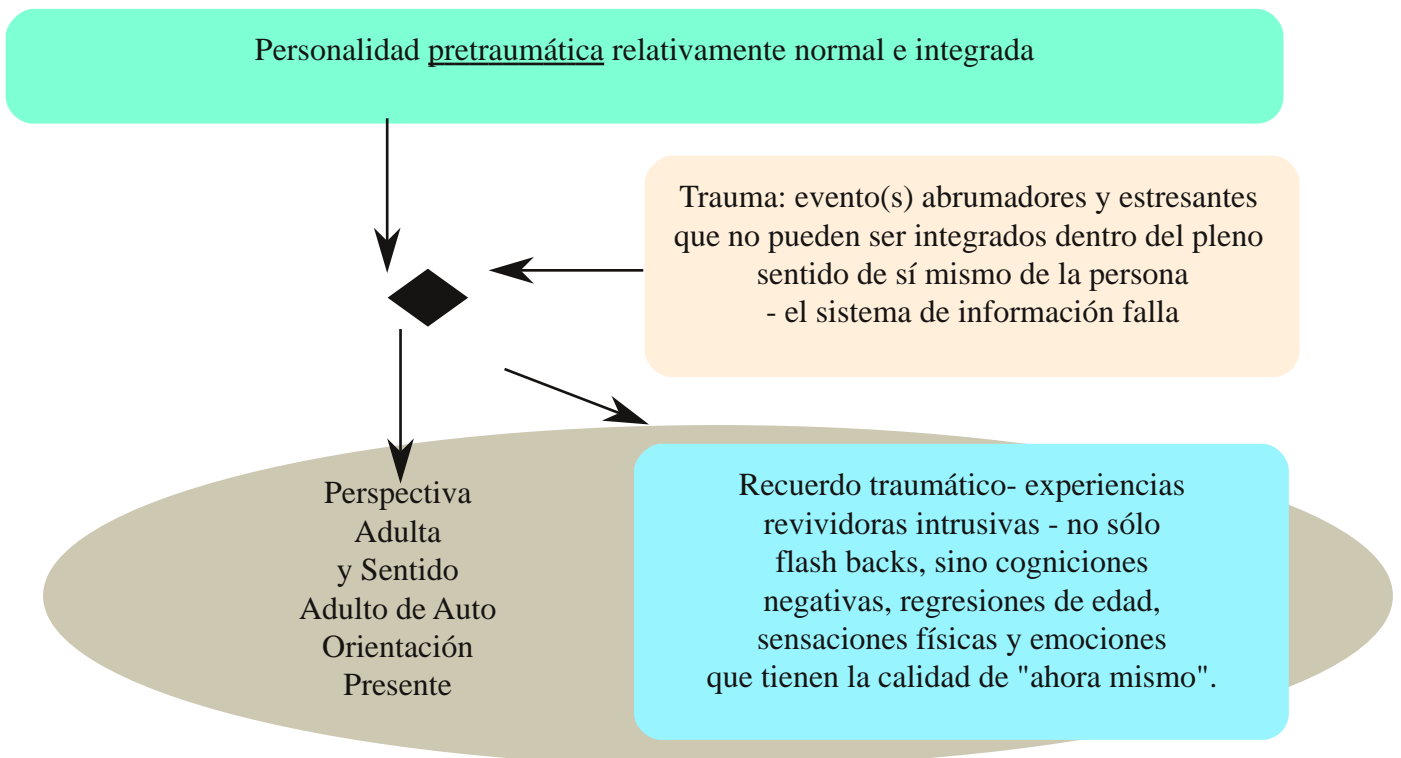 Personalidad pretraumática relativamente normal e integrada
Trauma: evento(s) abrumadores y estresantes
que no pueden ser integrados dentro del pleno
sentido de sí mismo de la persona
- el sistema de información falla
Perspectiva
Adulta
y Sentido
Adulto de Auto
Orientación
Presente
Recuerdo traumático- experiencias
revividoras intrusivas - no sólo
flash backs, sino cogniciones
negativas, regresiones de edad,
sensaciones físicas y emociones
que tienen la calidad de "ahora mismo".